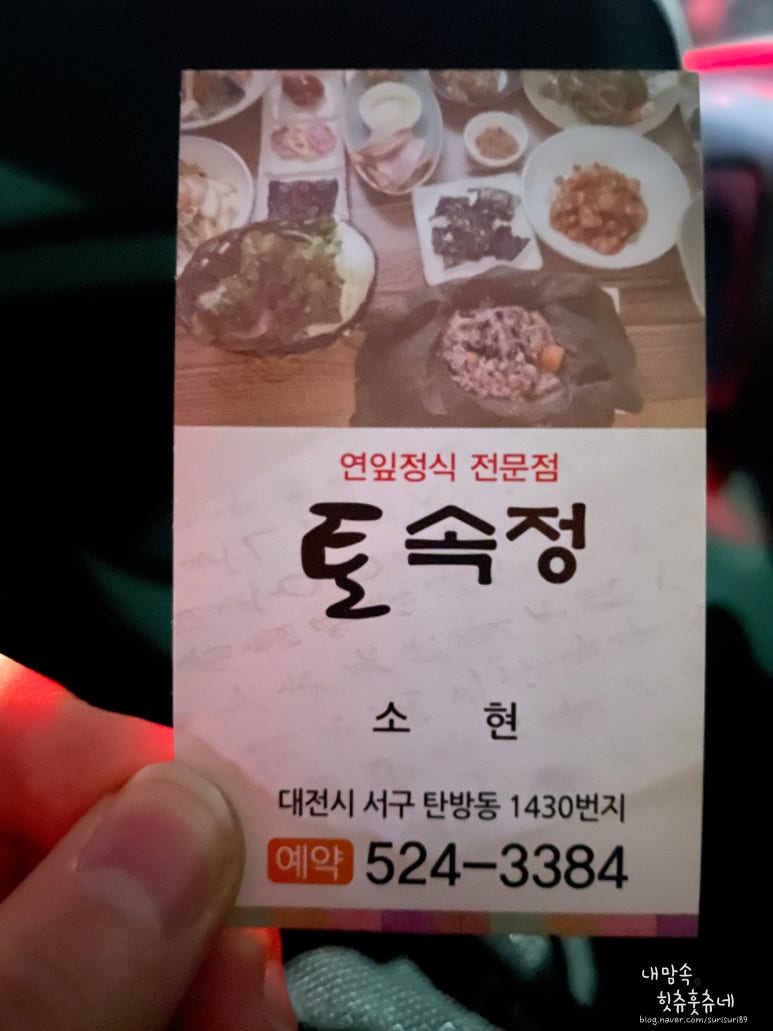 연잎정식 전문점
토속정
소 현
대전시 서구 탄방동 1430번지
예약 524-3384
내맘속
힛츄훗츄네
blog.naver.com/surisuri89